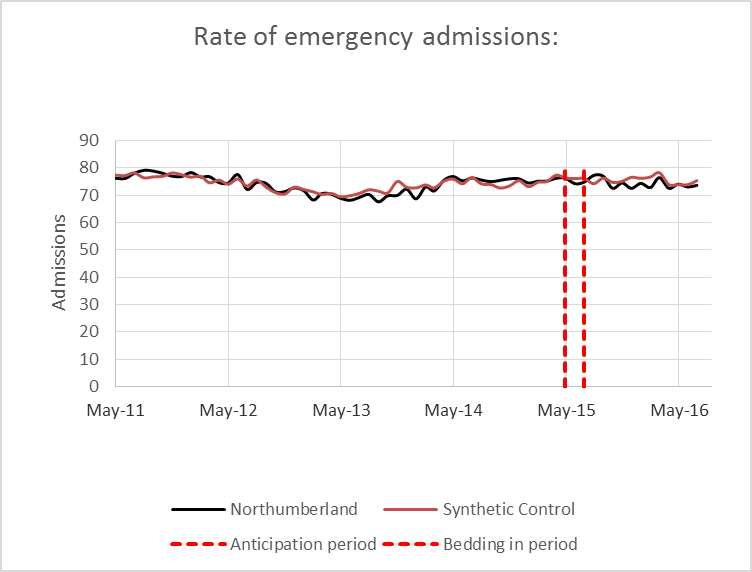 Rate of emergency admissions:
90
80
70
60
50
40
30
20
10
0
Admissions
May-11 May-12 May-13 May-14 May-15 May-16
Northumberland Synthetic Control
Anticipation period Bedding in period